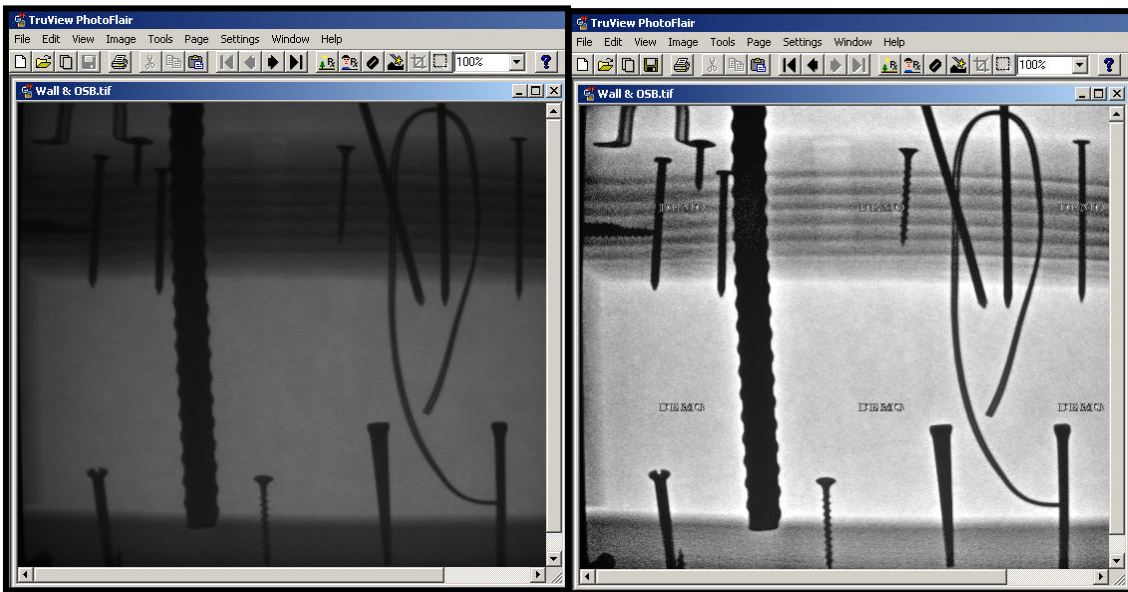 TruView PhotoFlair
File Edit View Image Tools Page Settings Window Help
100%
Wall & OSB.tif
TruView PhotoFlair
File Edit View Image Tools Page Settings Window Help
100%
Wall & OSB.tif
DEMO DEMO DEMO
DEMO DEMO DEMO